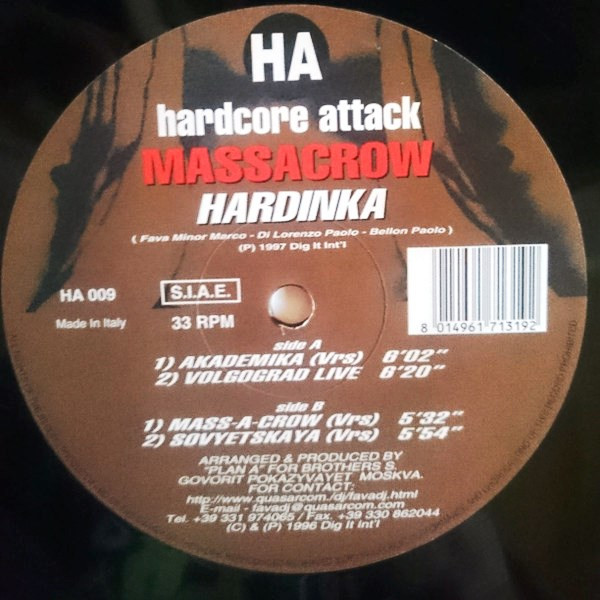 HA
hardcore attack
MASSACROW
HARDINKA
( Fava Minor Marco - Di Lorenzo Paolo - Bellon Paolo )
(P) 1997 Dig It Int'l
HA 009
S.I.A.E.
Made in Italy
33 RPM
8 014961 713192
side A
1) AKADEMIKA (Vrs) 6'02"
2) VOLGOGRAD LIVE 6'20"
side B
1) MASS-A-CROW (Vrs) 5'32"
2) SOVYETSKAYA (Vrs) 5'54"
ARRANGED & PRODUCED BY
"PLAN A" FOR BROTHERS S.
GOVORIT POKAZYVAYET MOSKVA.
FOR CONTACT:
http://www.quasarcom./dj/favadj.html
E-mail - favadj@quasarcom.com
Tel. +39 331 974065 / Fax. +39 330 862044
(C) & (P) 1996 Dig It Int'l